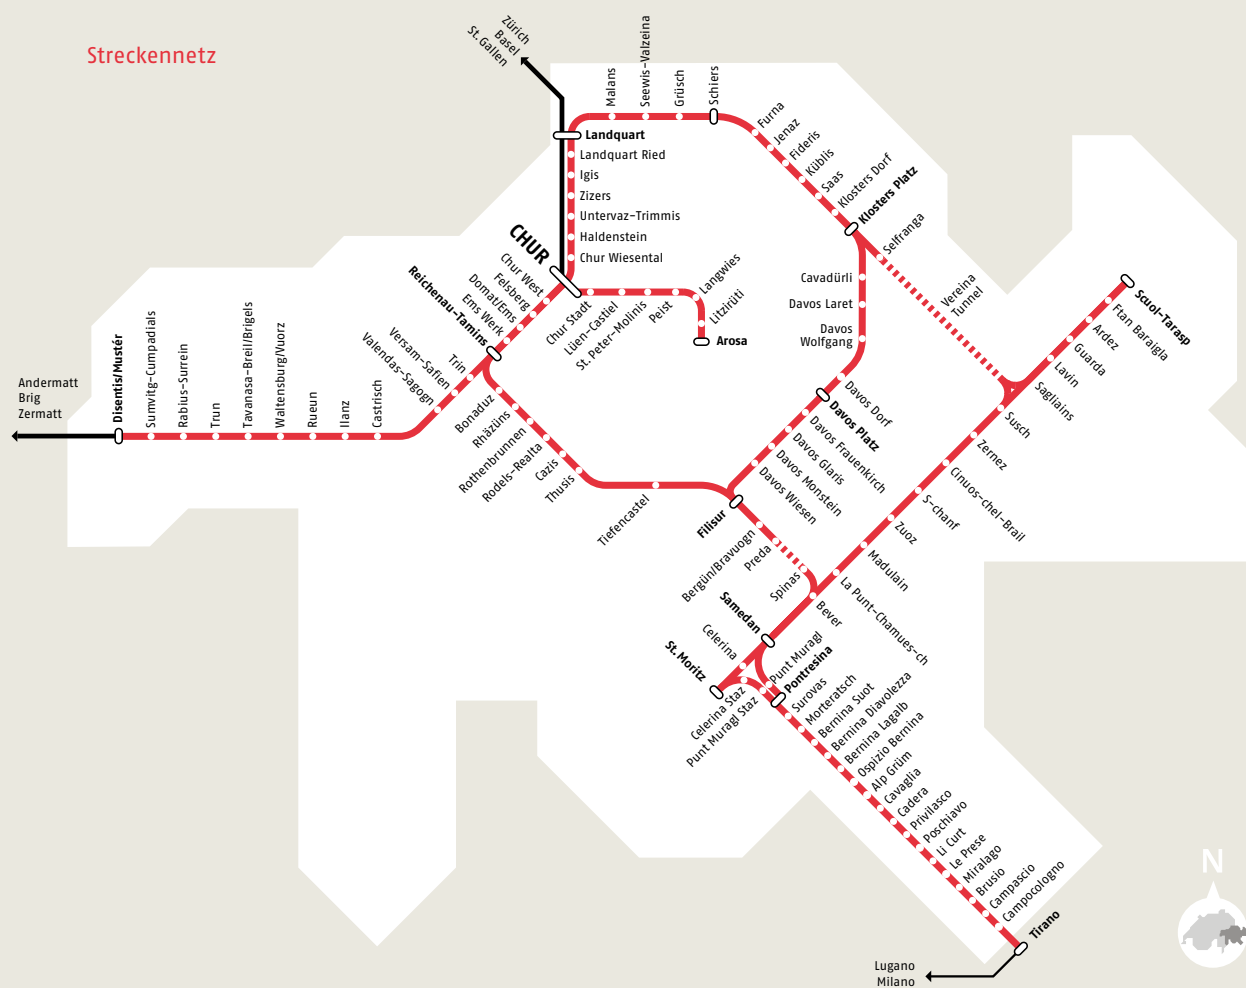 Streckennetz
Zürich
Basel
St. Gallen
Malans
Seewis-Valzeina
Grüsch
Schiers
Furna
Jenaz
Fideris
Küblis
Saas
Klosters Dorf
Klosters Platz
Selfranga
Vereina
Tunnel
Landquart
Landquart Ried
Igis
Zizers
Untervaz-Trimmis
Haldenstein
Chur Wiesental
CHUR
Chur West
Felsberg
Domat/Ems
Ems Werk
Reichenau-Tamins
Chur Stadt
Lüen-Castiel
St. Peter-Molinis
Peist
Langwies
Litzirüti
Arosa
Cavadürli
Davos Laret
Davos
Wolfgang
Davos Dorf
Davos Platz
Davos Frauenkirch
Davos Glaris
Davos Monstein
Davos Wiesen
Scuol-Tarasp
Ftan Baraigla
Ardez
Guarda
Lavin
Sagliains
Susch
Zernez
Cinuos-chel-Brail
S-chanf
Zuoz
Madulain
La Punt-Chamues-ch
Bever
Andermatt
Brig
Zermatt
Disentis/Mustér
Sumvitg-Cumpadials
Rabius-Surrein
Trun
Tavanasa-Breil/Brigels
Waltensburg/Vuorz
Rueun
Ilanz
Castrisch
Valendas-Sagogn
Versam-Safien
Trin
Bonaduz
Rhäzüns
Rothenbrunnen
Rodels-Realta
Cazis
Thusis
Tiefencastel
Filisur
Bergün/Bravuogn
Preda
Spinas
Samedan
Celerina
St. Moritz
Celerina Staz
Punt Muragl Staz
Punt Muragl
Pontresina
Surovas
Morteratsch
Bernina Suot
Bernina Diavolezza
Bernina Lagalb
Ospizio Bernina
Alp Grüm
Cavaglia
Cadera
Privilasco
Poschiavo
Li Curt
Le Prese
Miralago
Brusio
Campascio
Campocologno
Tirano
Lugano
Milano
N